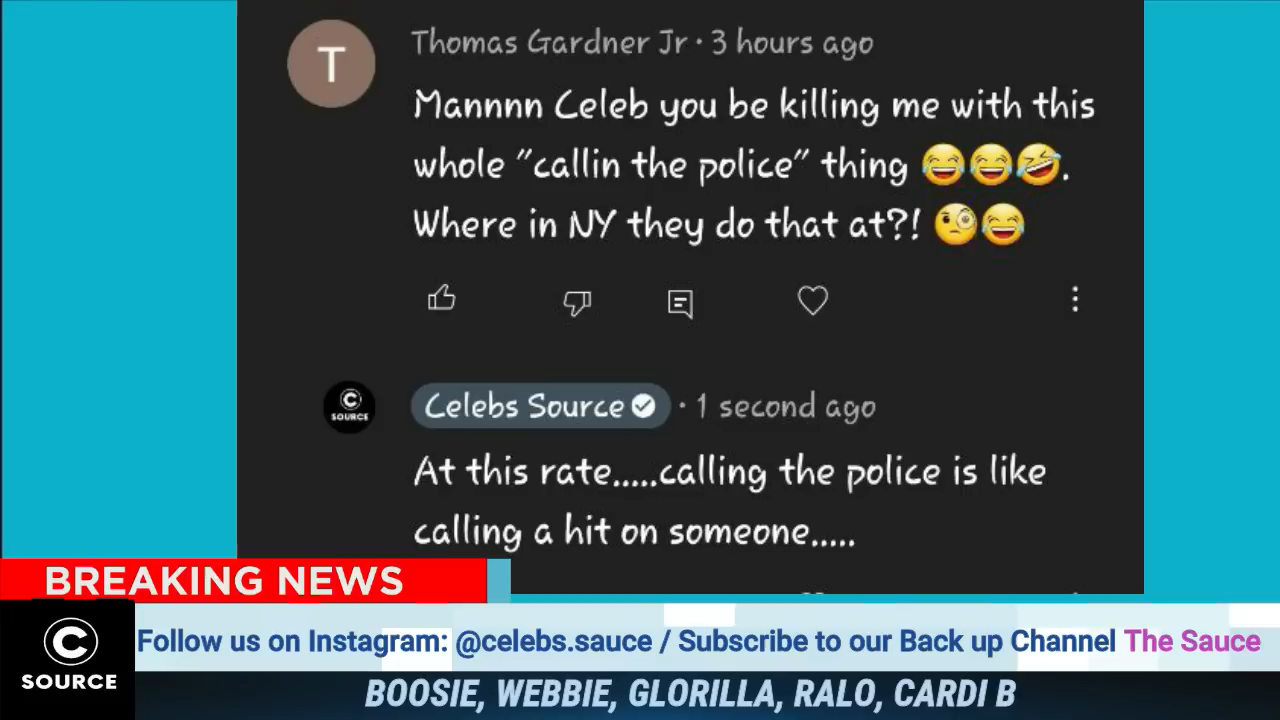 T
Thomas Gardner Jr · 3 hours ago
Mannnn Celeb you be killing me with this
whole "callin the police" thing 😂😂🤣.
Where in NY they do that at?! 🧐😂
C
SOURCE
Celebs Source · 1 second ago
At this rate.....calling the police is like
calling a hit on someone.....
BREAKING NEWS
C
SOURCE
Follow us on Instagram: @celebs.sauce / Subscribe to our Back up Channel The Sauce
BOOSIE, WEBBIE, GLORILLA, RALO, CARDI B